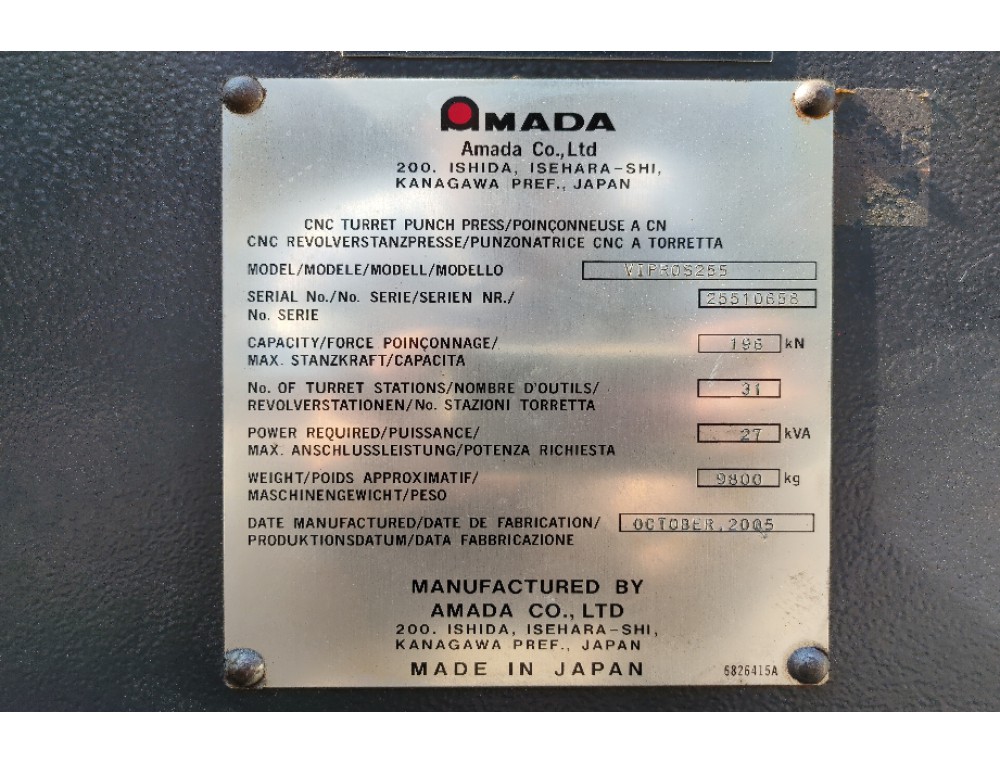 AMADA
Amada Co.,Ltd
200. ISHIDA, ISEHARA-SHI,
KANAGAWA PREF., JAPAN
CNC TURRET PUNCH PRESS/POINÇONNEUSE A CN
CNC REVOLVERSTANZPRESSE/PUNZONATRICE CNC A TORRETTA
MODEL/MODELE/MODELL/MODELLO VIPROS255
SERIAL No./No. SERIE/SERIEN NR./ 25510658
No. SERIE
CAPACITY/FORCE POINÇONNAGE/ 196 kN
MAX. STANZKRAFT/CAPACITA
No. OF TURRET STATIONS/NOMBRE D'OUTILS/ 31
REVOLVERSTATIONEN/No. STAZIONI TORRETTA
POWER REQUIRED/PUISSANCE/ 27 kVA
MAX. ANSCHLUSSLEISTUNG/POTENZA RICHIESTA
WEIGHT/POIDS APPROXIMATIF/ 9800 kg
MASCHINENGEWICHT/PESO
DATE MANUFACTURED/DATE DE FABRICATION/ OCTOBER.2005
PRODUKTIONSDATUM/DATA FABBRICAZIONE
MANUFACTURED BY
AMADA CO.,LTD
200. ISHIDA, ISEHARA-SHI,
KANAGAWA PREF., JAPAN
MADE IN JAPAN 6826415A